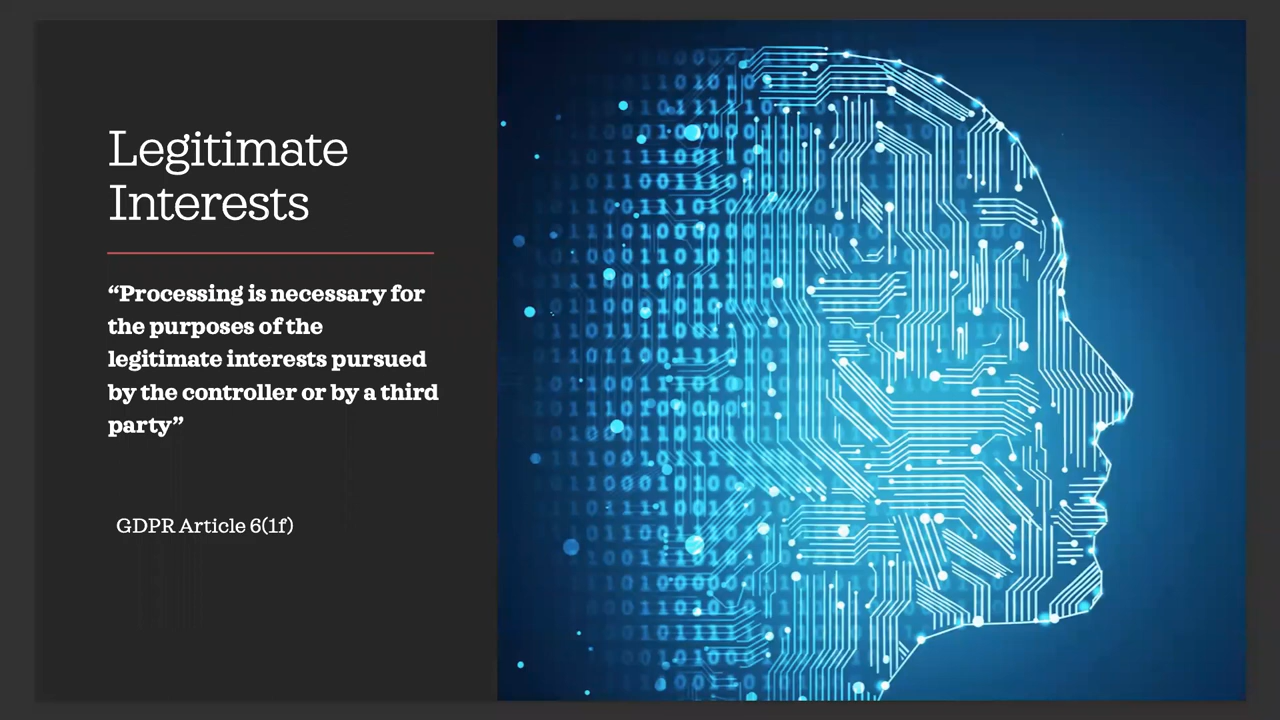 Legitimate
Interests
“Processing is necessary for
the purposes of the
legitimate interests pursued
by the controller or by a third
party”
GDPR Article 6(1f)